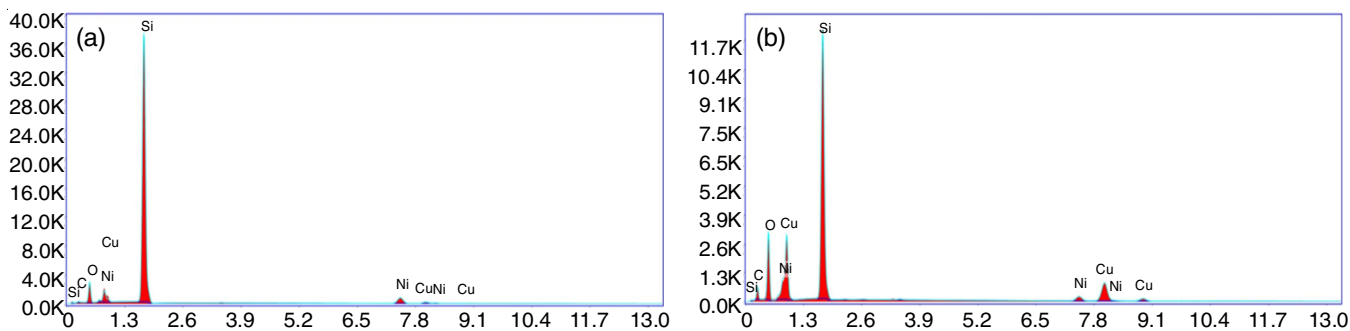 (a)
40.0K
36.0K
32.0K
28.0K
24.0K
20.0K
16.0K
12.0K
8.0K
4.0K
0.0K
Si
Cu
C
O
Ni
Si
Ni
Cu
Ni
Cu
0 1.3 2.6 3.9 5.2 6.5 7.8 9.1 10.4 11.7 13.0
(b)
11.7K
10.4K
9.1K
7.5K
6.5K
5.2K
3.9K
2.6K
1.3K
0.0K
Si
O
Cu
C
Ni
Si
Ni
Cu
Ni
Cu
0 1.3 2.6 3.9 5.2 6.5 7.8 9.1 10.4 11.7 13.0